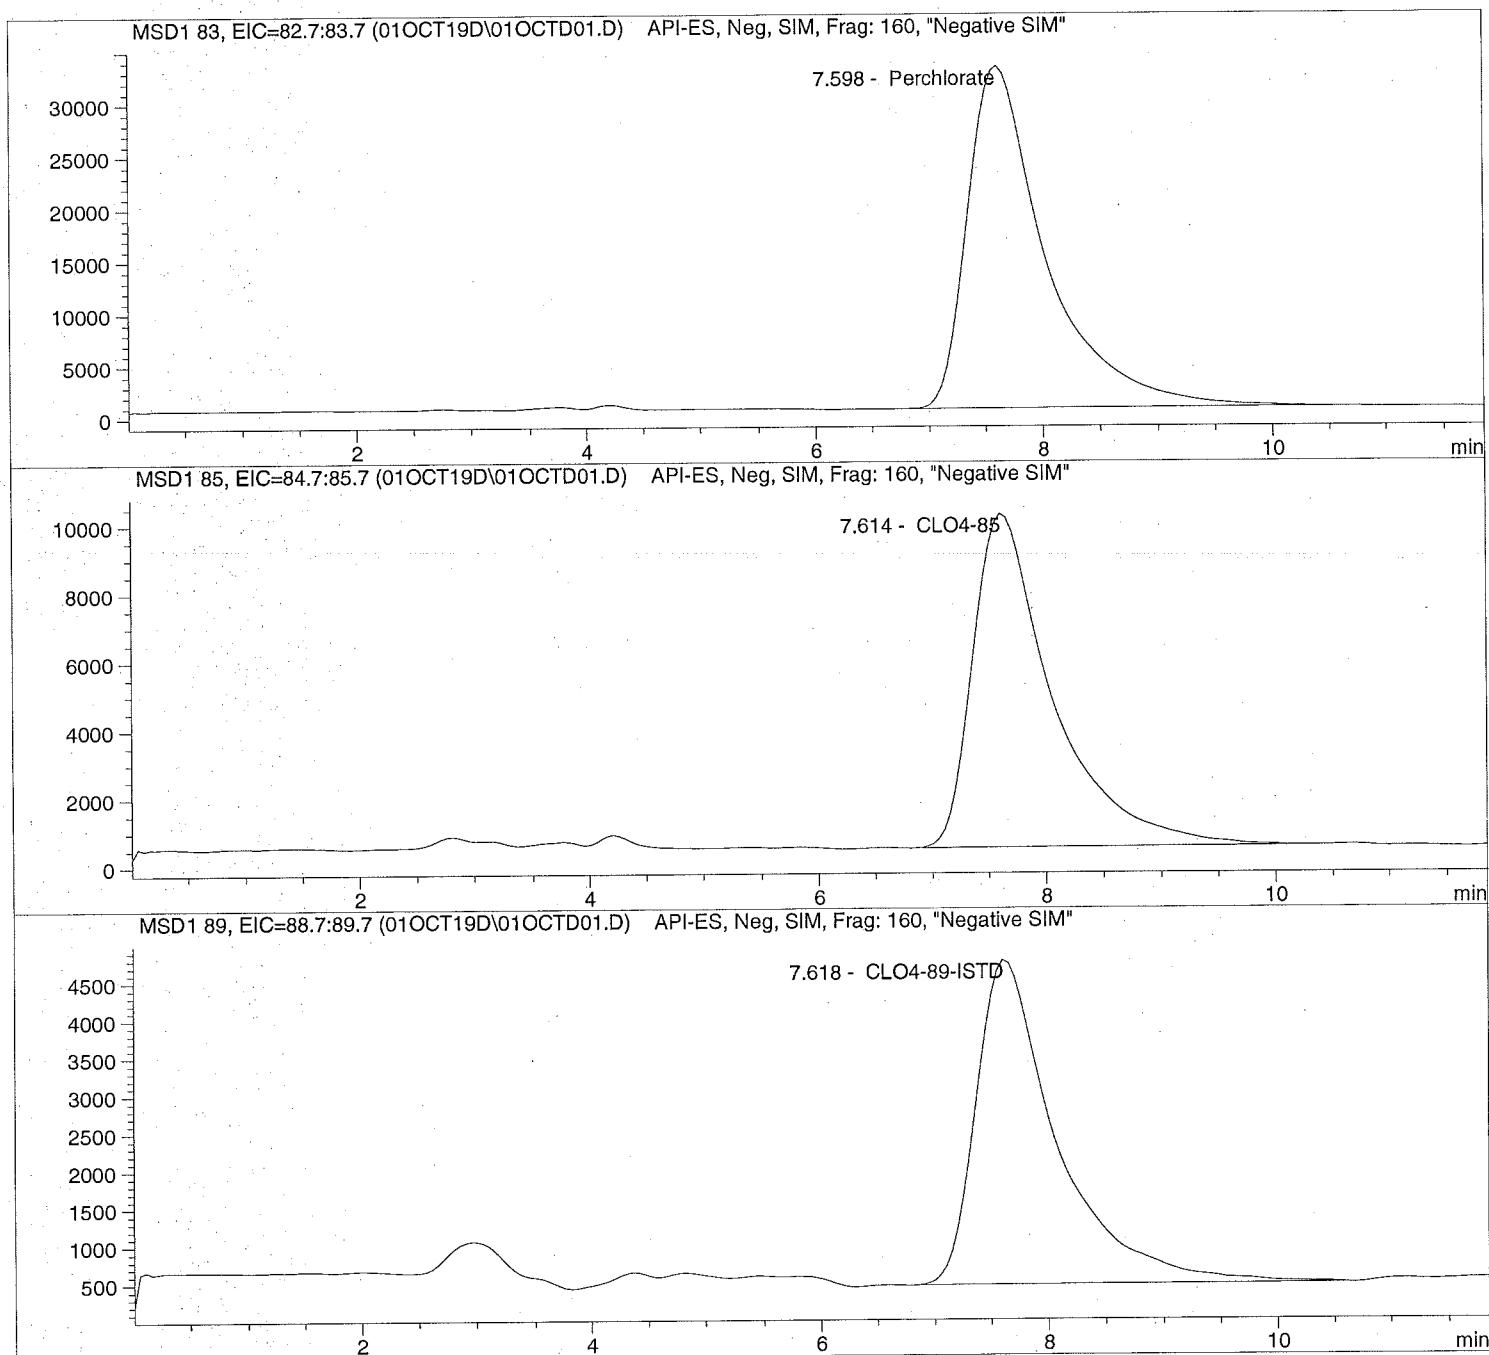 MSD1 83, EIC=82.7:83.7 (01OCT19D\01OCTD01.D) API-ES, Neg, SIM, Frag: 160, "Negative SIM"
7.598 - Perchlorate
30000
25000
20000
15000
10000
5000
0
2 4 6 8 10 min
MSD1 85, EIC=84.7:85.7 (01OCT19D\01OCTD01.D) API-ES, Neg, SIM, Frag: 160, "Negative SIM"
7.614 - CLO4-85
10000
8000
6000
4000
2000
0
2 4 6 8 10 min
MSD1 89, EIC=88.7:89.7 (01OCT19D\01OCTD01.D) API-ES, Neg, SIM, Frag: 160, "Negative SIM"
7.618 - CLO4-89-ISTD
4500
4000
3500
3000
2500
2000
1500
1000
500
2 4 6 8 10 min